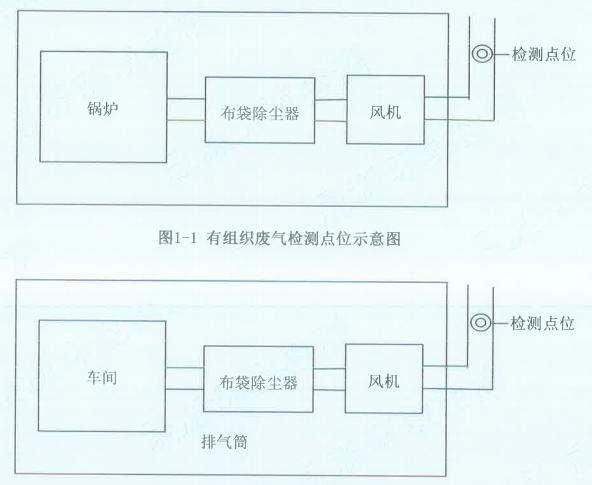 检测点位
锅炉
布袋除尘器
风机
图1-1 有组织废气检测点位示意图
检测点位
车间
布袋除尘器
风机
排气筒